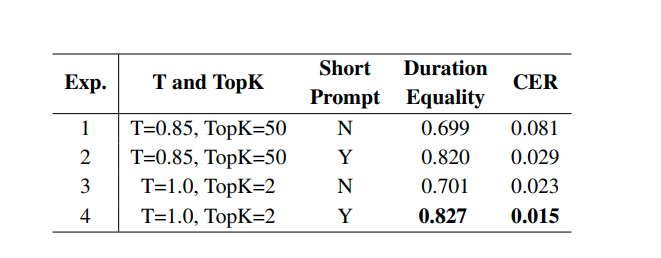 Exp. T and TopK Short Prompt Duration Equality CER
1 T=0.85, TopK=50 N 0.699 0.081
2 T=0.85, TopK=50 Y 0.820 0.029
3 T=1.0, TopK=2 N 0.701 0.023
4 T=1.0, TopK=2 Y 0.827 0.015